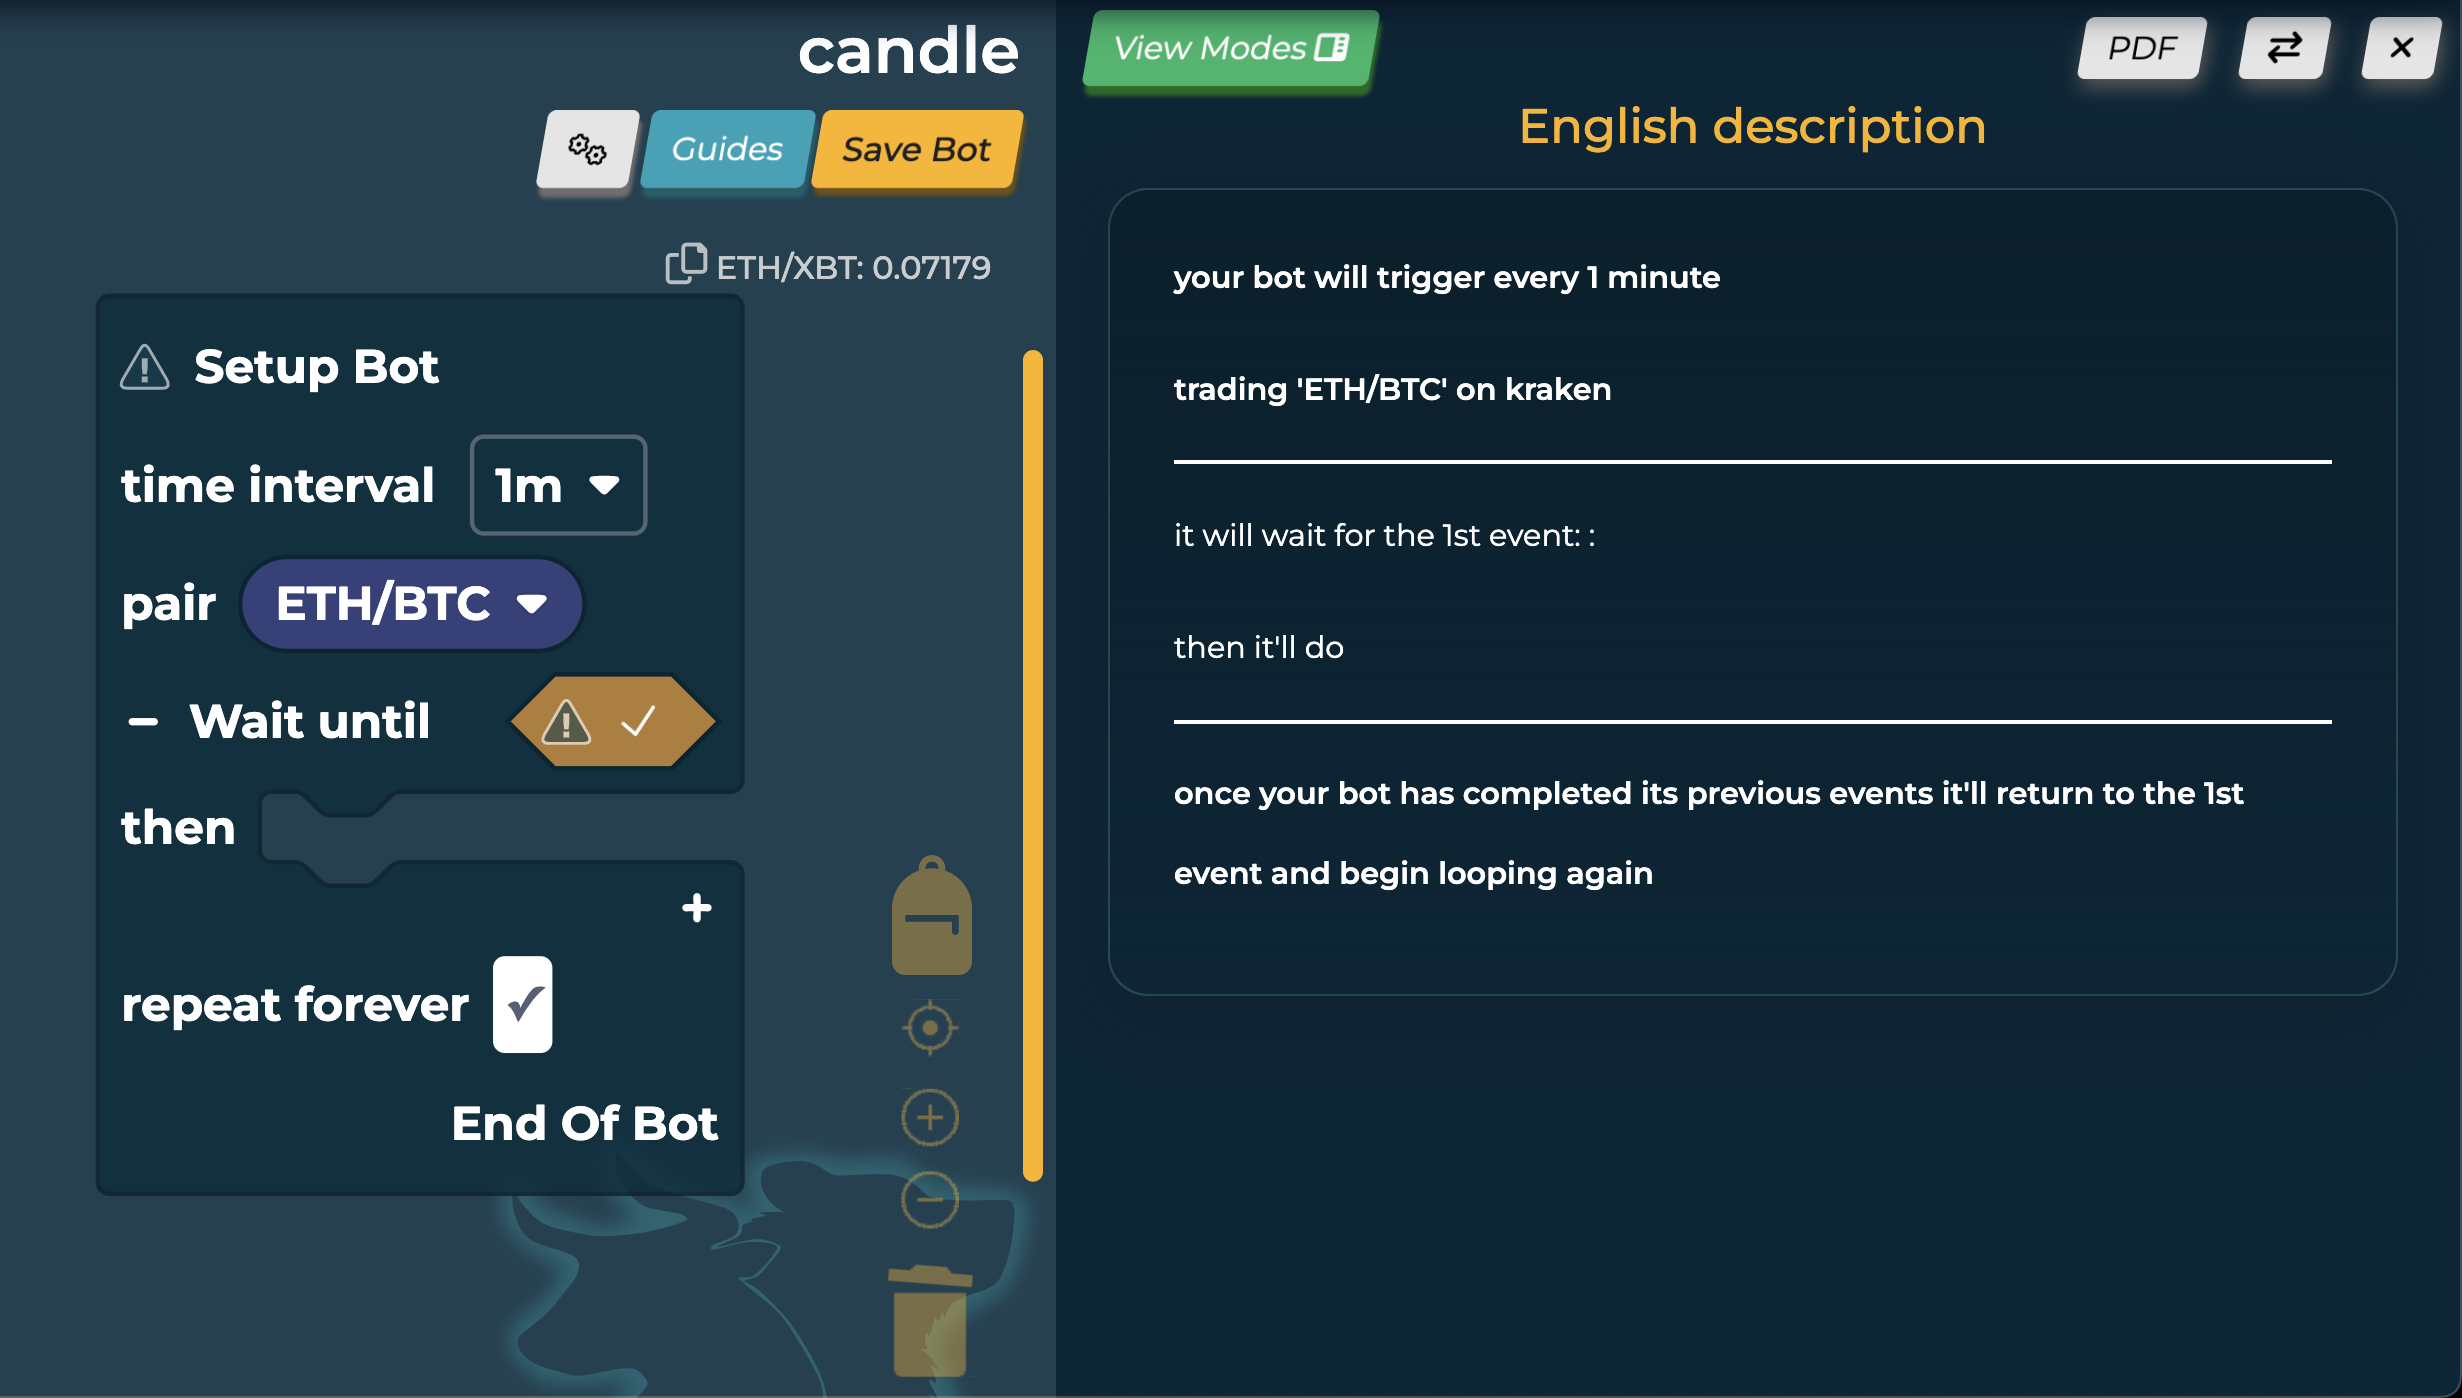 candle
Guides
Save Bot
ETH/XBT: 0.07179
Setup Bot
time interval 1m
pair ETH/BTC
Wait until
then
+
repeat forever
End Of Bot
View Modes
PDF
English description
your bot will trigger every 1 minute
trading 'ETH/BTC' on kraken
it will wait for the 1st event: :
then it'll do
once your bot has completed its previous events it'll return to the 1st
event and begin looping again